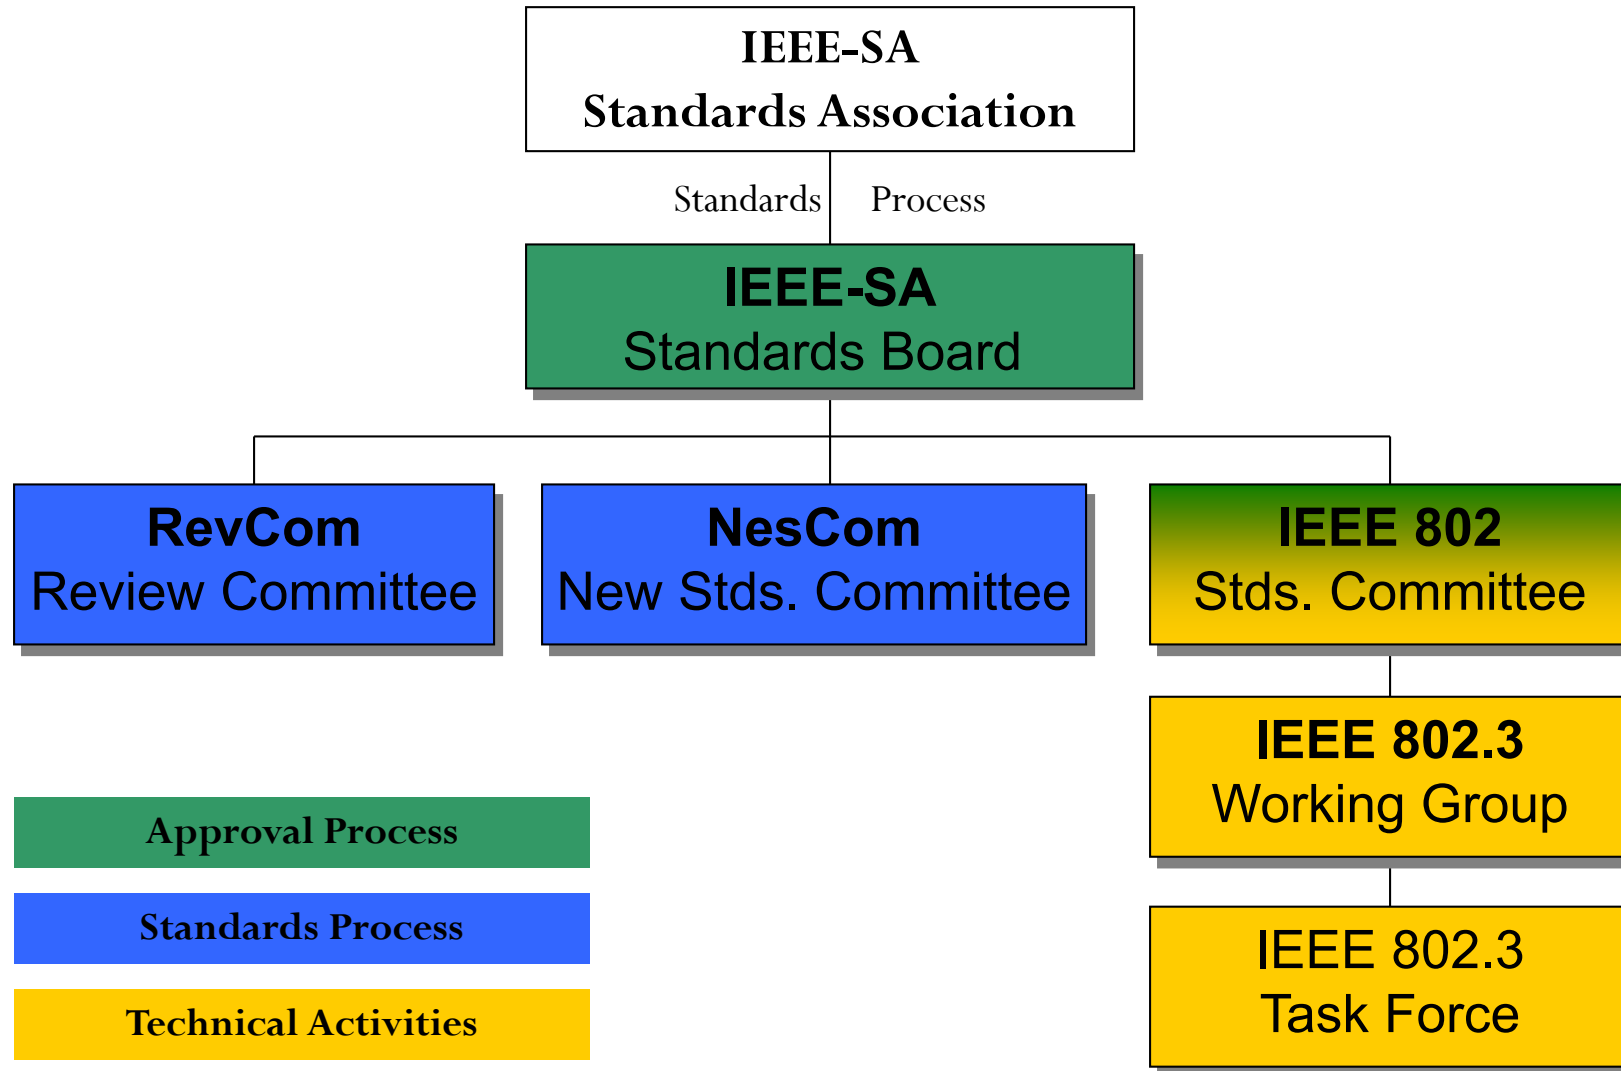 IEEE-SA
Standards Association
Standards Process
IEEE-SA
Standards Board
RevCom
Review Committee
NesCom
New Stds. Committee
IEEE 802
Stds. Committee
IEEE 802.3
Working Group
IEEE 802.3
Task Force
Approval Process
Standards Process
Technical Activities